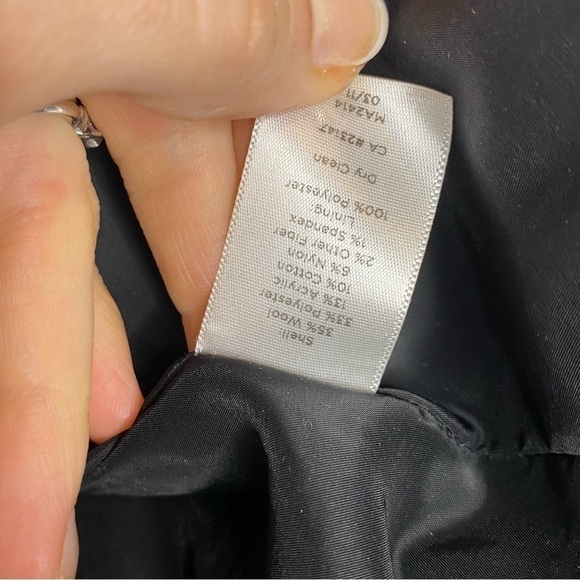 Shell:
35% Wool
33% Polyester
13% Acrylic
10% Cotton
6% Nylon
2% Other Fiber
1% Spandex
Lining:
100% Polyester
Dry Clean
CA #23147
MA2414
03/11